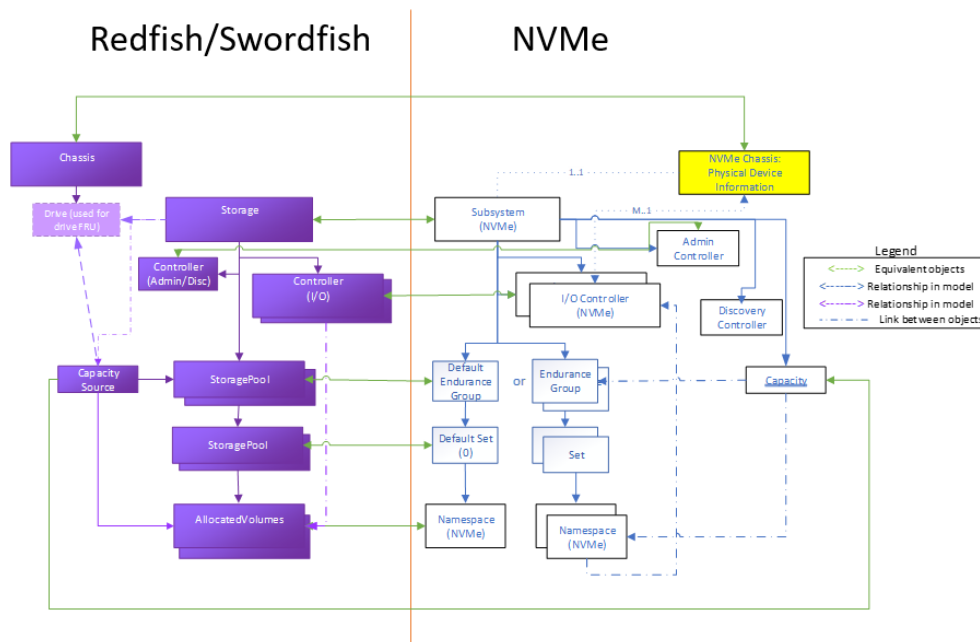 Redfish/Swordfish
NVMe
Chassis
NVMe Chassis:
Physical Device
Information
1..1
Drive (used for
drive FRU)
Storage
Subsystem
(NVMe)
M..1
Admin
Controller
Controller
(Admin/Disc)
Controller
(I/O)
I/O Controller
(NVMe)
Discovery
Controller
Legend
Equivalent objects
Relationship in model
Relationship in model
Link between objects
Capacity
Source
StoragePool
Default
Endurance
Group
or
Endurance
Group
Capacity
StoragePool
Default Set
(0)
Set
AllocatedVolumes
Namespace
(NVMe)
Namespace
(NVMe)